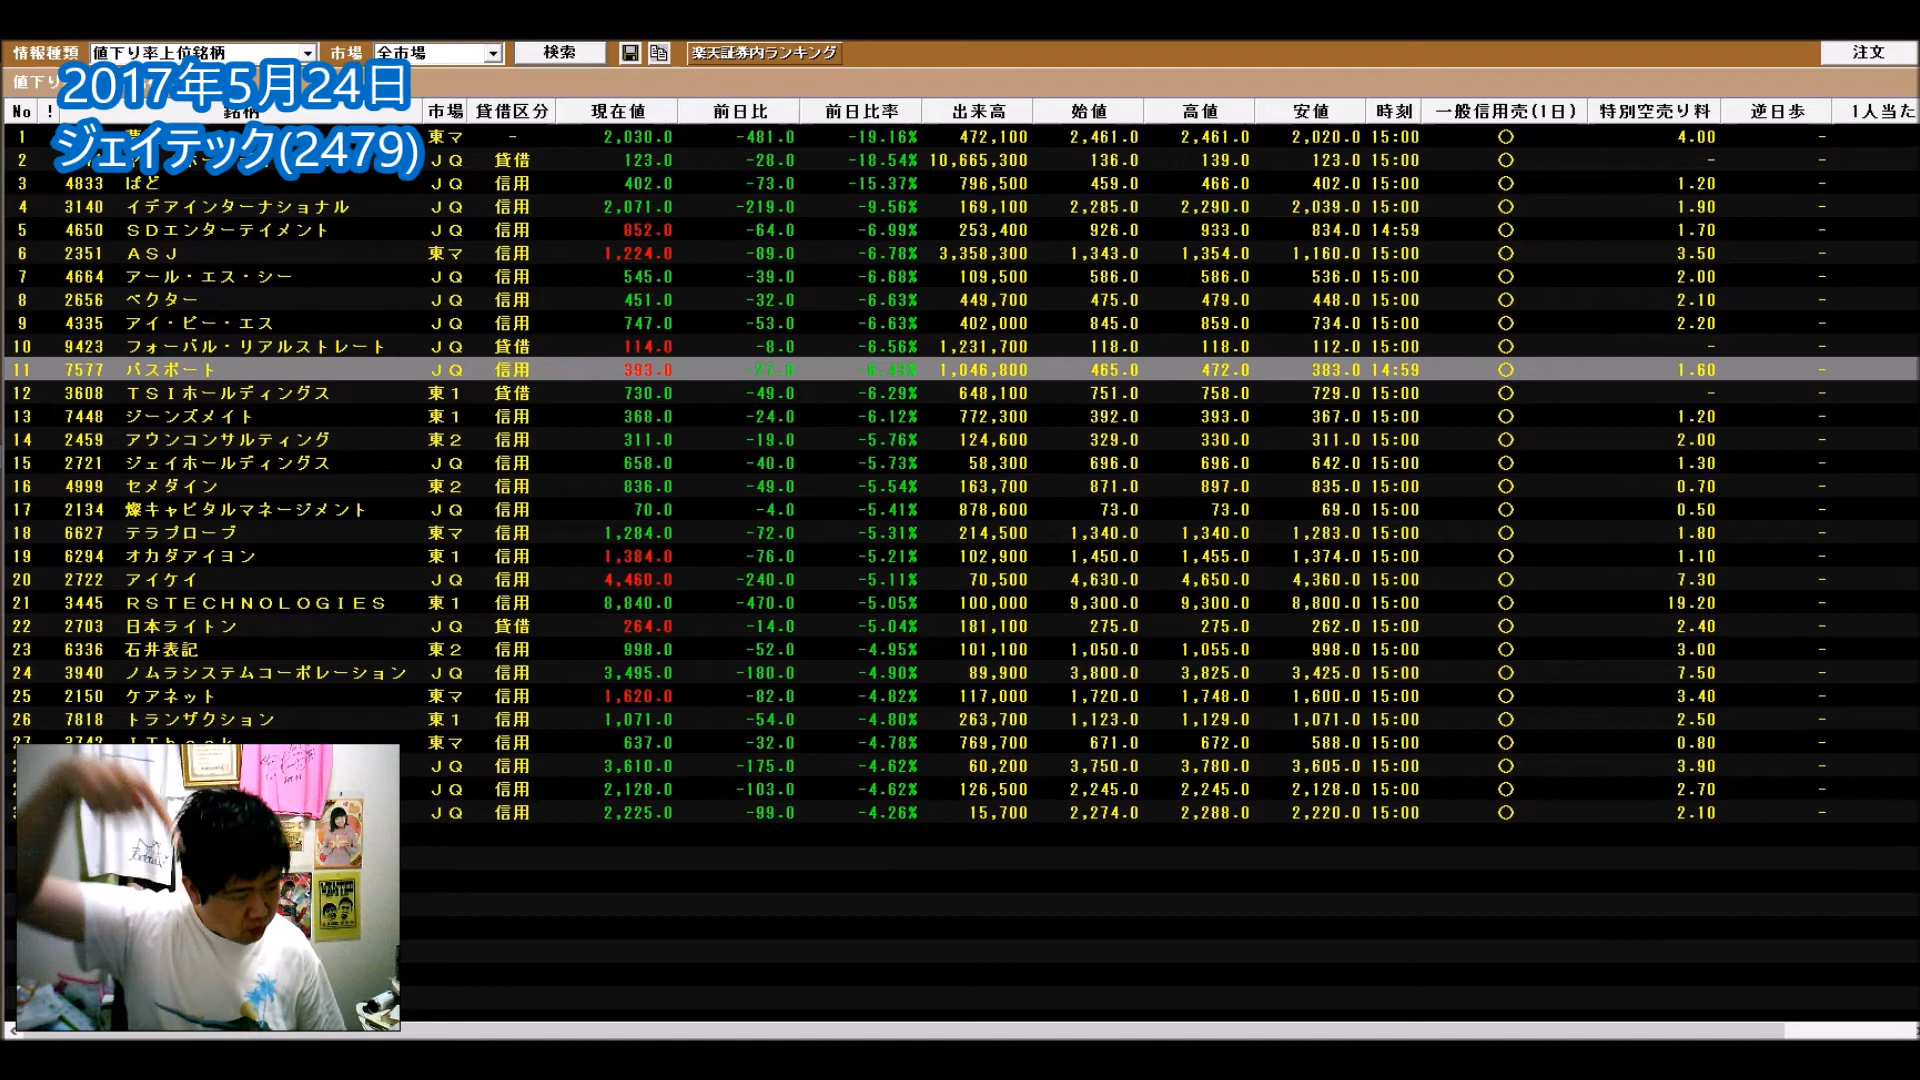 情報種類 値下り率上位銘柄 市場 全市場 検索 楽天証券内ランキング 注文
値下り
2017年5月24日
ジェイテック(2479)
No ! 銘柄 市場 貸借区分 現在値 前日比 前日比率 出来高 始値 高値 安値 時刻 一般信用売(1日) 特別空売り料 逆日歩 1人当た
1 東マ - 2,030.0 -481.0 -19.16% 472,100 2,461.0 2,461.0 2,020.0 15:00 ○ 4.00 -
2 JQ 貸借 123.0 -28.0 -18.54% 10,665,300 136.0 139.0 123.0 15:00 ○ - -
3 4833 ぱど JQ 信用 402.0 -73.0 -15.37% 796,500 459.0 466.0 402.0 15:00 ○ 1.20 -
4 3140 イデアインターナショナル JQ 信用 2,071.0 -219.0 -9.56% 169,100 2,285.0 2,290.0 2,039.0 15:00 ○ 1.90 -
5 4650 SDエンターテイメント JQ 信用 852.0 -64.0 -6.99% 253,400 926.0 933.0 834.0 14:59 ○ 1.70 -
6 2351 ASJ 東マ 信用 1,224.0 -89.0 -6.78% 3,358,300 1,343.0 1,354.0 1,160.0 15:00 ○ 3.50 -
7 4664 アール・エス・シー JQ 信用 545.0 -39.0 -6.68% 109,500 586.0 586.0 536.0 15:00 ○ 2.00 -
8 2656 ベクター JQ 信用 451.0 -32.0 -6.63% 449,700 475.0 479.0 448.0 15:00 ○ 2.10 -
9 4335 アイ・ピー・エス JQ 信用 747.0 -53.0 -6.63% 402,000 845.0 859.0 734.0 15:00 ○ 2.20 -
10 9423 フォーバル・リアルストレート JQ 貸借 114.0 -8.0 -6.56% 1,231,700 118.0 118.0 112.0 15:00 ○ - -
11 7577 パスポート JQ 信用 393.0 -27.0 -6.43% 1,046,800 465.0 472.0 383.0 14:59 ○ 1.60 -
12 3608 TSIホールディングス 東1 貸借 730.0 -49.0 -6.29% 648,100 751.0 758.0 729.0 15:00 ○ - -
13 7448 ジーンズメイト 東1 信用 368.0 -24.0 -6.12% 772,300 392.0 393.0 367.0 15:00 ○ 1.20 -
14 2459 アウンコンサルティング 東2 信用 311.0 -19.0 -5.76% 124,600 329.0 330.0 311.0 15:00 ○ 2.00 -
15 2721 ジェイホールディングス JQ 信用 658.0 -40.0 -5.73% 58,300 696.0 696.0 642.0 15:00 ○ 1.30 -
16 4999 セメダイン 東2 信用 836.0 -49.0 -5.54% 163,700 871.0 897.0 835.0 15:00 ○ 0.70 -
17 2134 燦キャピタルマネージメント JQ 信用 70.0 -4.0 -5.41% 878,600 73.0 73.0 69.0 15:00 ○ 0.50 -
18 6627 テラプローブ 東マ 信用 1,284.0 -72.0 -5.31% 214,500 1,340.0 1,340.0 1,283.0 15:00 ○ 1.80 -
19 6294 オカダアイヨン 東1 信用 1,384.0 -76.0 -5.21% 102,900 1,450.0 1,455.0 1,374.0 15:00 ○ 1.10 -
20 2722 アイケイ JQ 信用 4,460.0 -240.0 -5.11% 70,500 4,630.0 4,650.0 4,360.0 15:00 ○ 7.30 -
21 3445 RSTECHNOLOGIES 東1 信用 8,840.0 -470.0 -5.05% 100,000 9,300.0 9,300.0 8,800.0 15:00 ○ 19.20 -
22 2703 日本ライトン JQ 貸借 264.0 -14.0 -5.04% 181,100 275.0 275.0 262.0 15:00 ○ 2.40 -
23 6336 石井表記 東2 信用 998.0 -52.0 -4.95% 101,100 1,050.0 1,055.0 998.0 15:00 ○ 3.00 -
24 3940 ノムラシステムコーポレーション JQ 信用 3,495.0 -180.0 -4.90% 89,900 3,800.0 3,825.0 3,425.0 15:00 ○ 7.50 -
25 2150 ケアネット 東マ 信用 1,620.0 -82.0 -4.82% 117,000 1,720.0 1,748.0 1,600.0 15:00 ○ 3.40 -
26 7818 トランザクション 東1 信用 1,071.0 -54.0 -4.80% 263,700 1,123.0 1,129.0 1,071.0 15:00 ○ 2.50 -
27 3742 ITbook 東マ 信用 637.0 -32.0 -4.78% 769,700 671.0 672.0 588.0 15:00 ○ 0.80 -
JQ 信用 3,610.0 -175.0 -4.62% 60,200 3,750.0 3,780.0 3,605.0 15:00 ○ 3.90 -
JQ 信用 2,128.0 -103.0 -4.62% 126,500 2,245.0 2,245.0 2,128.0 15:00 ○ 2.70 -
JQ 信用 2,225.0 -99.0 -4.26% 15,700 2,274.0 2,288.0 2,220.0 15:00 ○ 2.10 -
WANTED